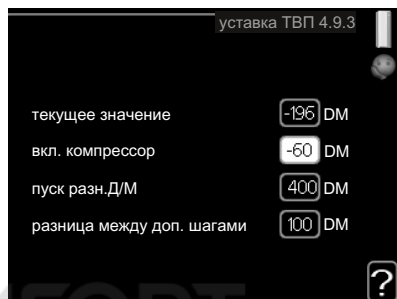 уставка ТВП 4.9.3
текущее значение -196 DM
вкл. компрессор -60 DM
пуск разн.Д/М 400 DM
разница между доп. шагами 100 DM
?